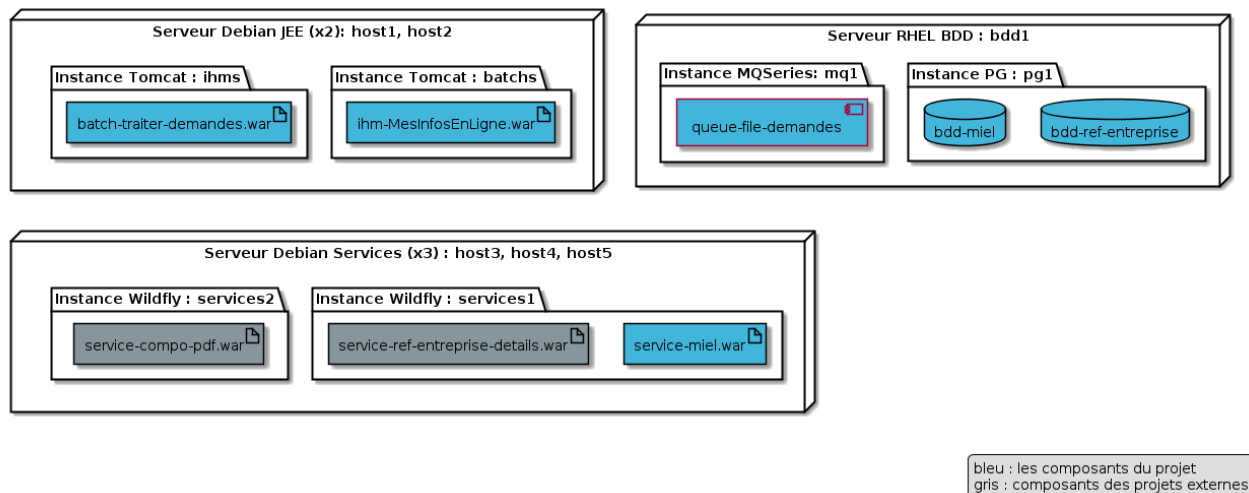 Serveur Debian JEE (x2): host1, host2
Instance Tomcat : ihms
batch-traiter-demandes.war
Instance Tomcat : batchs
ihm-MesInfosEnLigne.war
Serveur RHEL BDD : bdd1
Instance MQSeries: mq1
queue-file-demandes
Instance PG : pg1
bdd-miel
bdd-ref-entreprise
Serveur Debian Services (x3) : host3, host4, host5
Instance Wildfly : services2
service-compo-pdf.war
Instance Wildfly : services1
service-ref-entreprise-details.war
service-miel.war
bleu : les composants du projet
gris : composants des projets externes